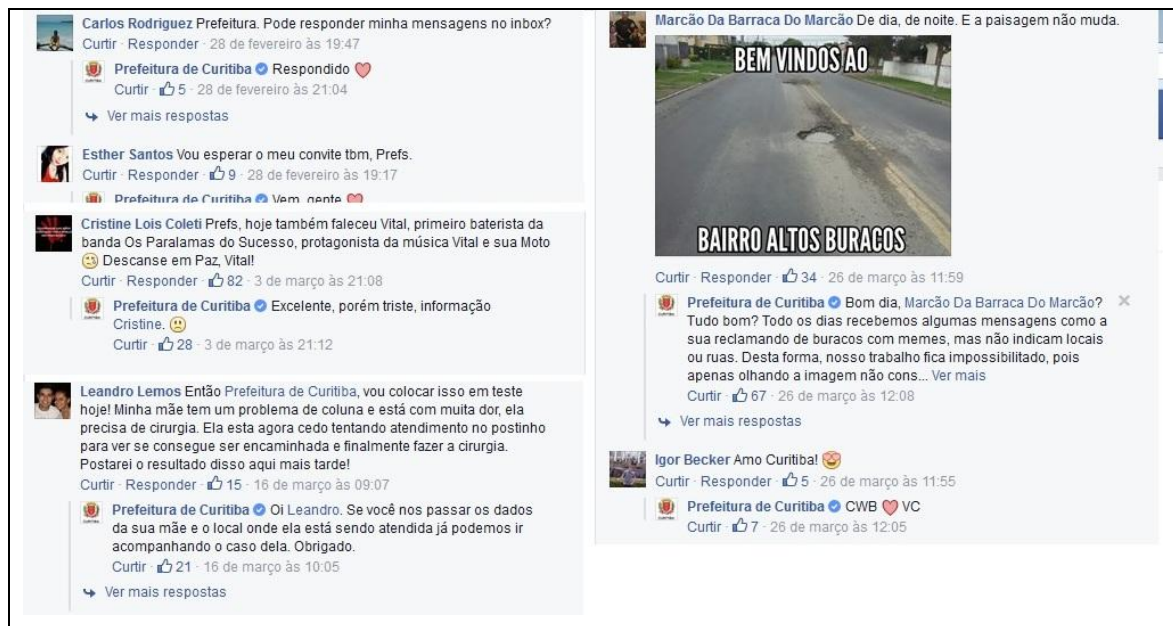 Carlos Rodriguez Prefeitura. Pode responder minha mensagens no inbox?
Curtir · Responder · 28 de fevereiro às 19:47
Prefeitura de Curitiba Respondido
Curtir · 5 · 28 de fevereiro às 21:04
Ver mais respostas
Esther Santos Vou esperar o meu convite tbm, Prefs.
Curtir · Responder · 9 · 28 de fevereiro às 19:17
Prefeitura de Curitiba Vem, gente
Cristine Lois Coleti Prefs, hoje também faleceu Vital, primeiro baterista da
banda Os Paralamas do Sucesso, protagonista da música Vital e sua Moto
Descanse em Paz, Vital!
Curtir · Responder · 82 · 3 de março às 21:08
Prefeitura de Curitiba Excelente, porém triste, informação
Cristine.
Curtir · 28 · 3 de março às 21:12
Leandro Lemos Então Prefeitura de Curitiba, vou colocar isso em teste
hoje! Minha mãe tem um problema de coluna e está com muita dor, ela
precisa de cirurgia. Ela esta agora cedo tentando atendimento no postinho
para ver se consegue ser encaminhada e finalmente fazer a cirurgia.
Postarei o resultado disso aqui mais tarde!
Curtir · Responder · 15 · 16 de março às 09:07
Prefeitura de Curitiba Oi Leandro. Se você nos passar os dados
da sua mãe e o local onde ela está sendo atendida já podemos ir
acompanhando o caso dela. Obrigado.
Curtir · 21 · 16 de março às 10:05
Ver mais respostas
Marcão Da Barraca Do Marcão De dia, de noite. E a paisagem não muda.
BEM VINDOS AO
BAIRRO ALTOS BURACOS
Curtir · Responder · 34 · 26 de março às 11:59
Prefeitura de Curitiba Bom dia, Marcão Da Barraca Do Marcão?
Tudo bom? Todo os dias recebemos algumas mensagens como a
sua reclamando de buracos com memes, mas não indicam locais
ou ruas. Desta forma, nosso trabalho fica impossibilitado, pois
apenas olhando a imagem não cons... Ver mais
Curtir · 67 · 26 de março às 12:08
Ver mais respostas
Igor Becker Amo Curitiba!
Curtir · Responder · 5 · 26 de março às 11:55
Prefeitura de Curitiba CWB VC
Curtir · 7 · 26 de março às 12:05